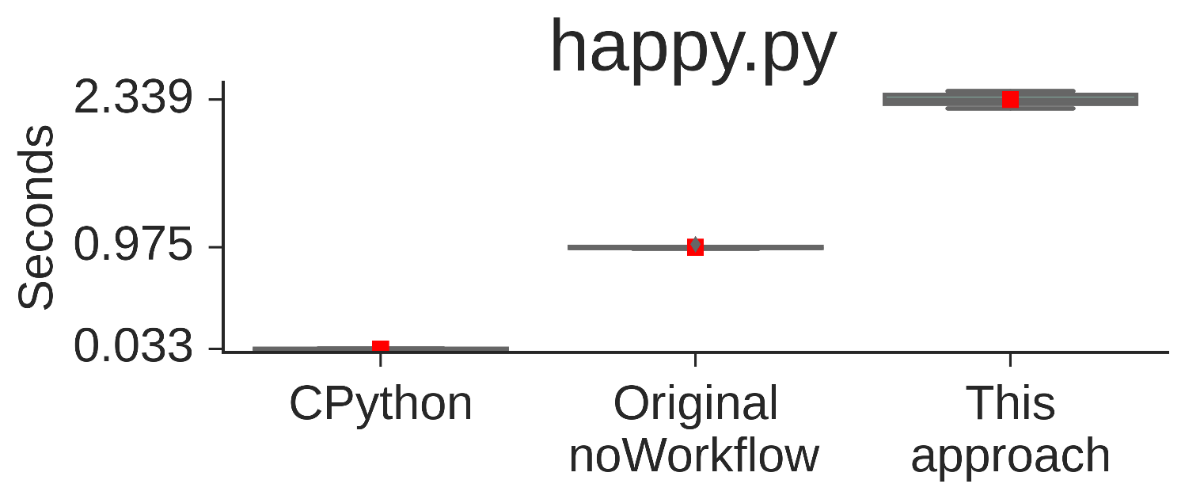 happy.py
Seconds
2.339
0.975
0.033
CPython
Original
noWorkflow
This
approach